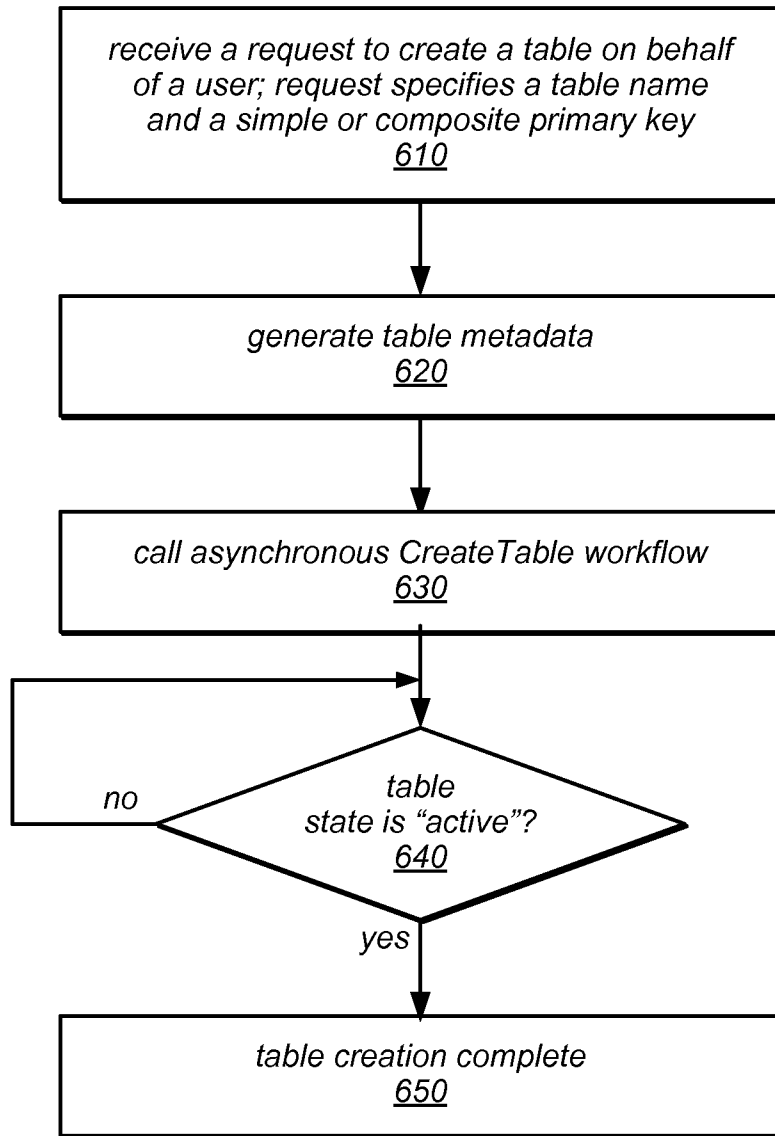 receive a request to create a table on behalf
of a user; request specifies a table name
and a simple or composite primary key
610
generate table metadata
620
call asynchronous CreateTable workflow
630
no
table
state is “active”?
640
yes
table creation complete
650